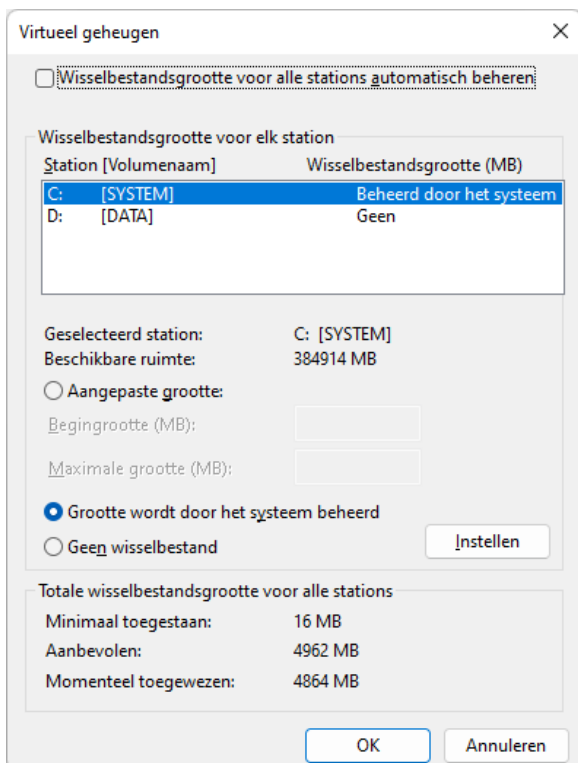 Virtueel geheugen
Wisselbestandsgrootte voor alle stations automatisch beheren
Wisselbestandsgrootte voor elk station
Station [Volumenaam] Wisselbestandsgrootte (MB)
C: [SYSTEM] Beheerd door het systeem
D: [DATA] Geen
Geselecteerd station: C: [SYSTEM]
Beschikbare ruimte: 384914 MB
Aangepaste grootte:
Begingrootte (MB):
Maximale grootte (MB):
Grootte wordt door het systeem beheerd
Geen wisselbestand
Instellen
Totale wisselbestandsgrootte voor alle stations
Minimaal toegestaan: 16 MB
Aanbevolen: 4962 MB
Momenteel toegewezen: 4864 MB
OK Annuleren